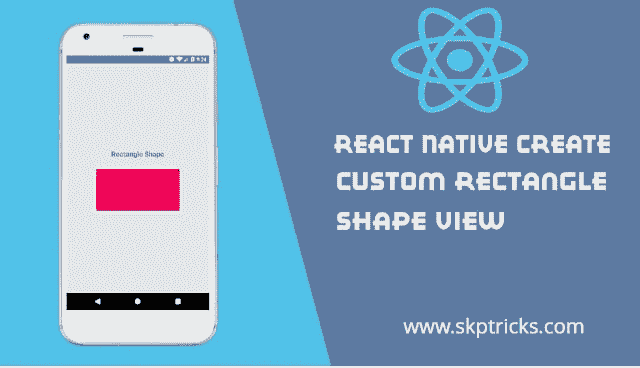 Rectangle Shape
REACT NATIVE CREATE
CUSTOM RECTANGLE
SHAPE VIEW
www.skptricks.com